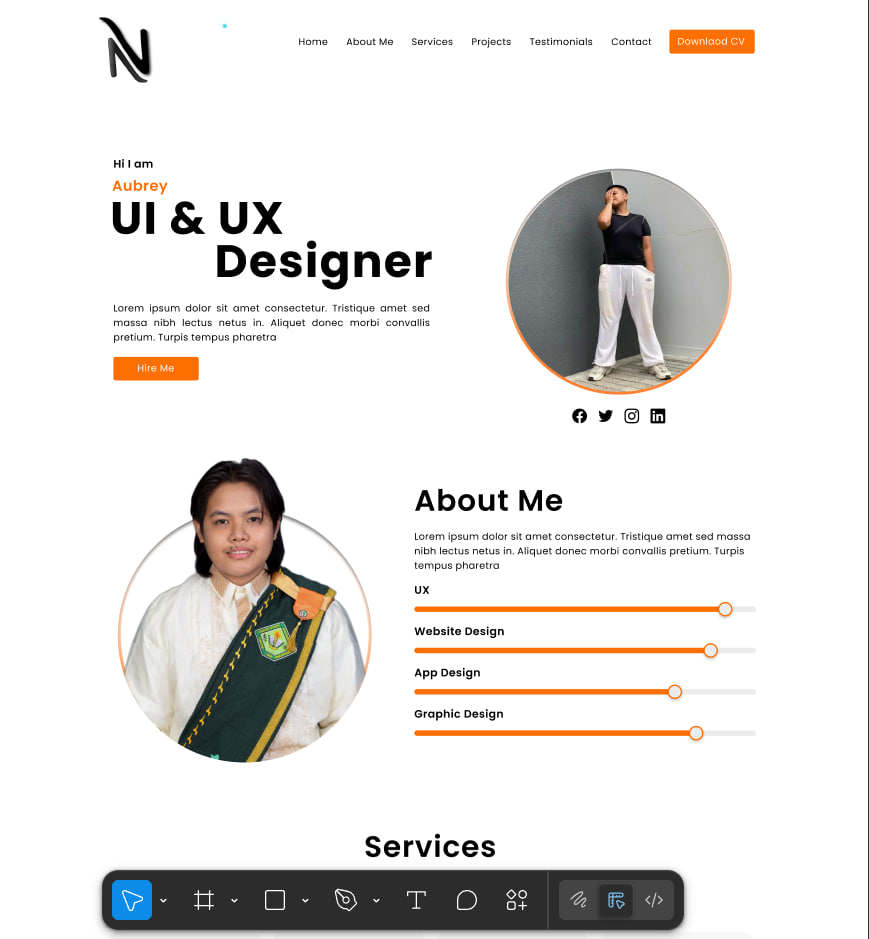 N
Home About Me Services Projects Testimonials Contact Downlaod CV
Hi I am
Aubrey
UI & UX
Designer
Lorem ipsum dolor sit amet consectetur. Tristique amet sed
massa nibh lectus netus in. Aliquet donec morbi convallis
pretium. Turpis tempus pharetra
Hire Me
About Me
Lorem ipsum dolor sit amet consectetur. Tristique amet sed massa
nibh lectus netus in. Aliquet donec morbi convallis pretium. Turpis
tempus pharetra
UX
Website Design
App Design
Graphic Design
Services